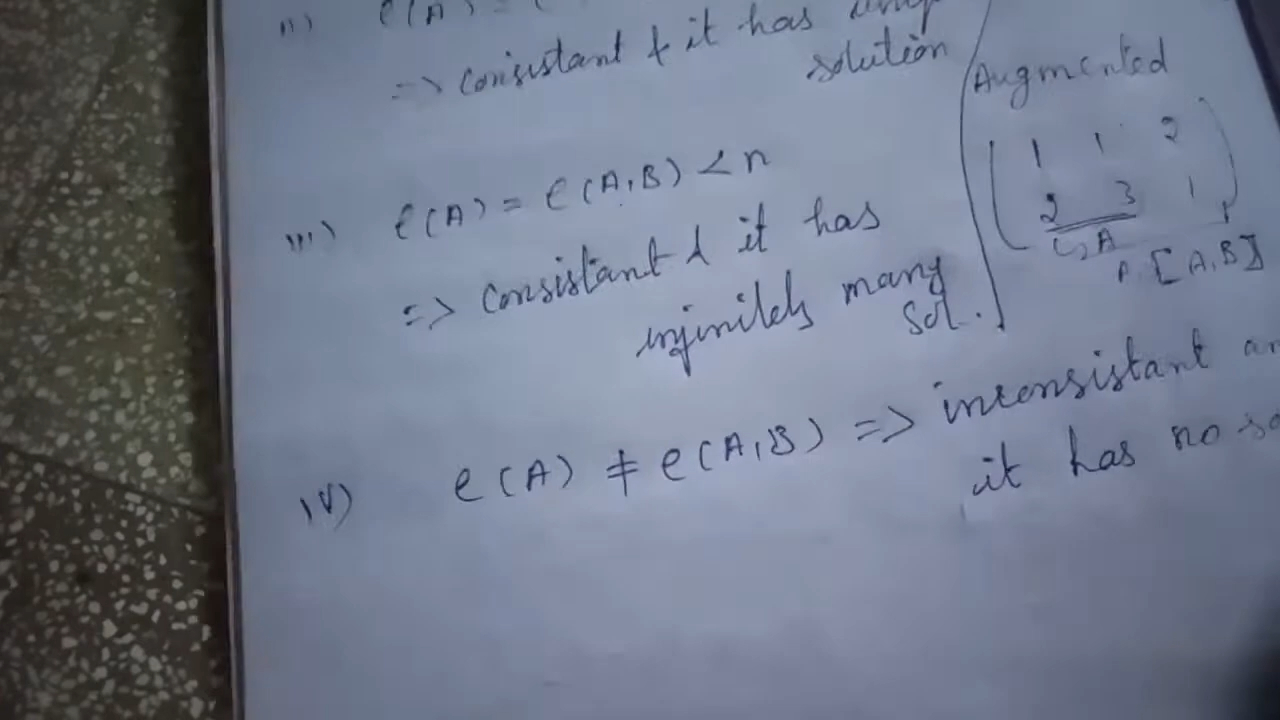 ii) ρ(A) =
=> consistant & it has
solution
iii) ρ(A) = ρ(A,B) < n
=> consistant & it has
many
sol.
iv) ρ(A) ≠ ρ(A,B) => inconsistant
it has no
Augmented
1 1 2
2 3 1
A
[A,B]